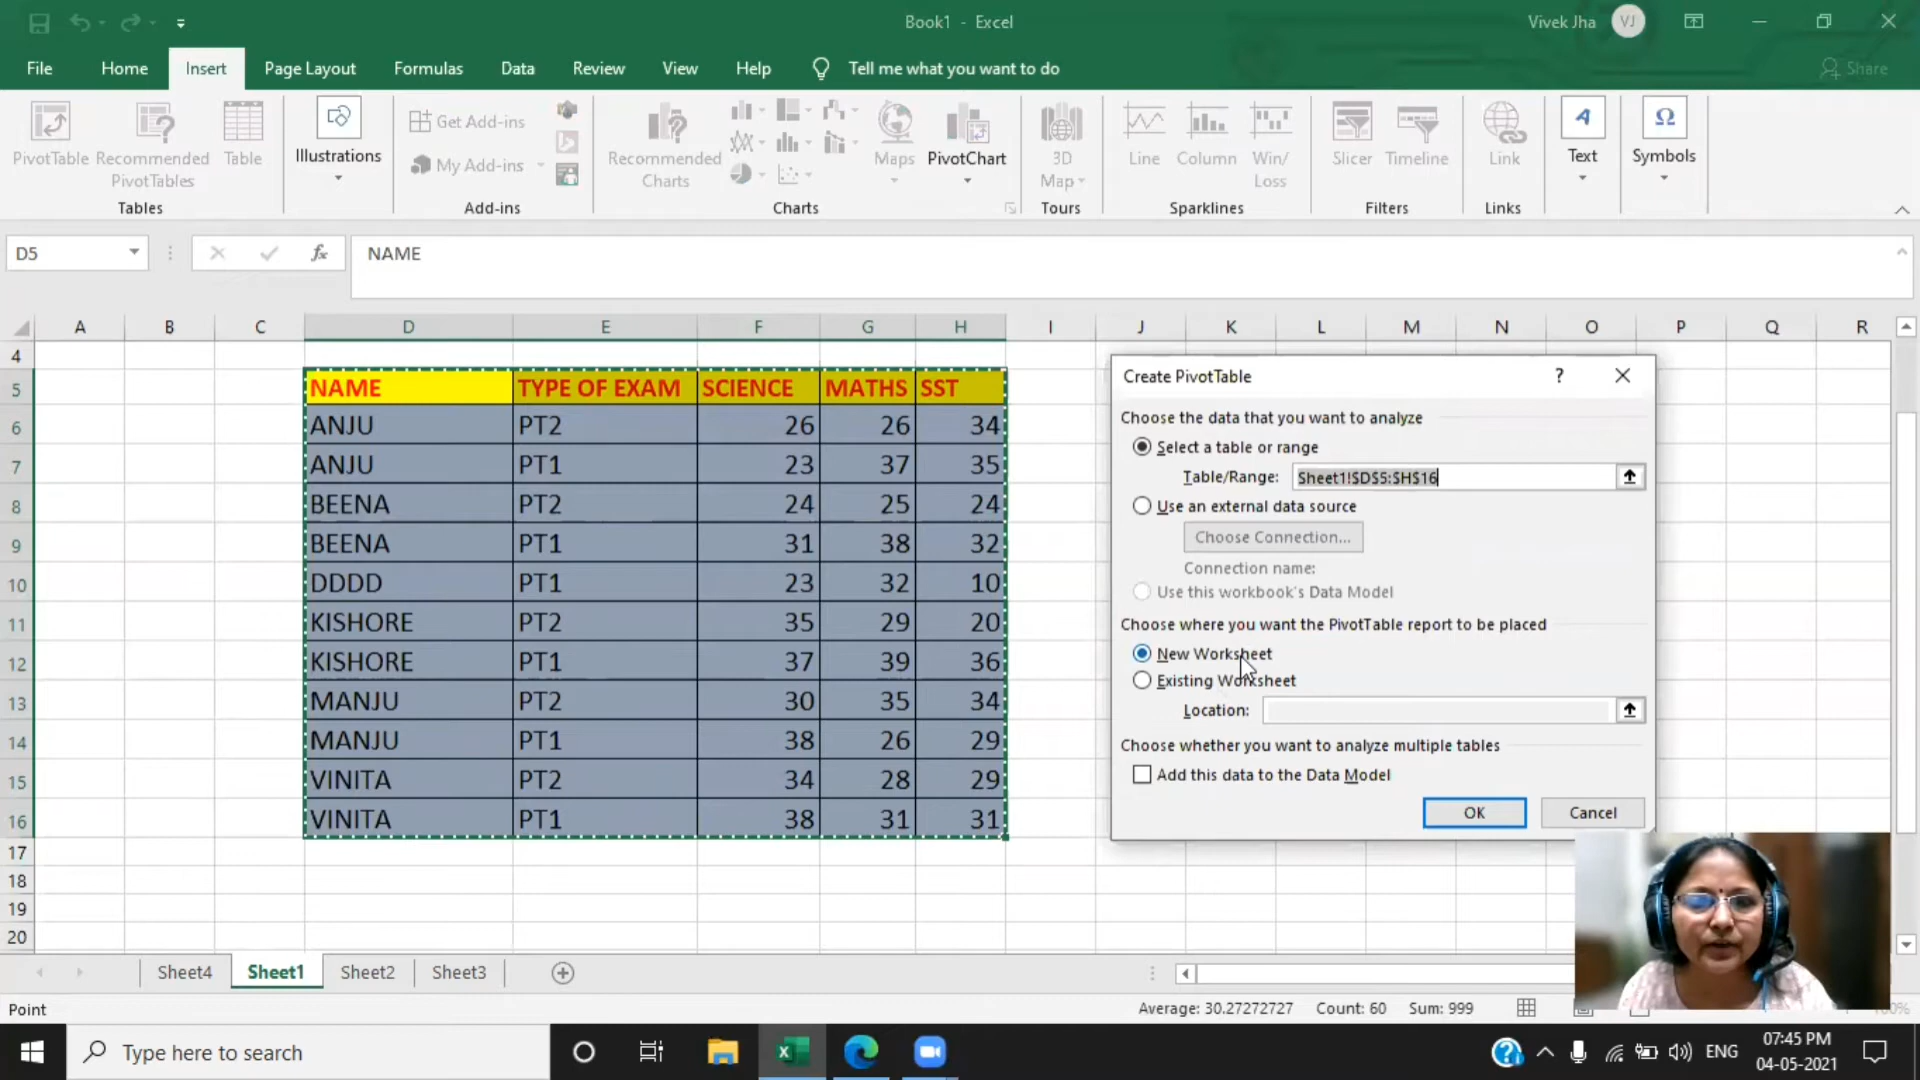 Book1 - Excel
Vivek Jha
VJ
File Home Insert Page Layout Formulas Data Review View Help Tell me what you want to do Share
PivotTable
Recommended
PivotTables
Table
Illustrations
Get Add-ins
My Add-ins
Recommended
Charts
Maps
PivotChart
3D
Map
Line
Column
Win/
Loss
Slicer
Timeline
Link
A
Text
Ω
Symbols
Tables Add-ins Charts Tours Sparklines Filters Links
D5 fx NAME
A B C D E F G H I J K L M N O P Q R
4
5 NAME TYPE OF EXAM SCIENCE MATHS SST
6 ANJU PT2 26 26 34
7 ANJU PT1 23 37 35
8 BEENA PT2 24 25 24
9 BEENA PT1 31 38 32
10 DDDD PT1 23 32 10
11 KISHORE PT2 35 29 20
12 KISHORE PT1 37 39 36
13 MANJU PT2 30 35 34
14 MANJU PT1 38 26 29
15 VINITA PT2 34 28 29
16 VINITA PT1 38 31 31
17
18
19
20
Create PivotTable ?
Choose the data that you want to analyze
Select a table or range
Table/Range: Sheet1!$D$5:$H$16
Use an external data source
Choose Connection...
Connection name:
Use this workbook's Data Model
Choose where you want the PivotTable report to be placed
New Worksheet
Existing Worksheet
Location:
Choose whether you want to analyze multiple tables
Add this data to the Data Model
OK Cancel
Sheet4 Sheet1 Sheet2 Sheet3
Point
Average: 30.27272727 Count: 60 Sum: 999
Type here to search
ENG
07:45 PM
04-05-2021